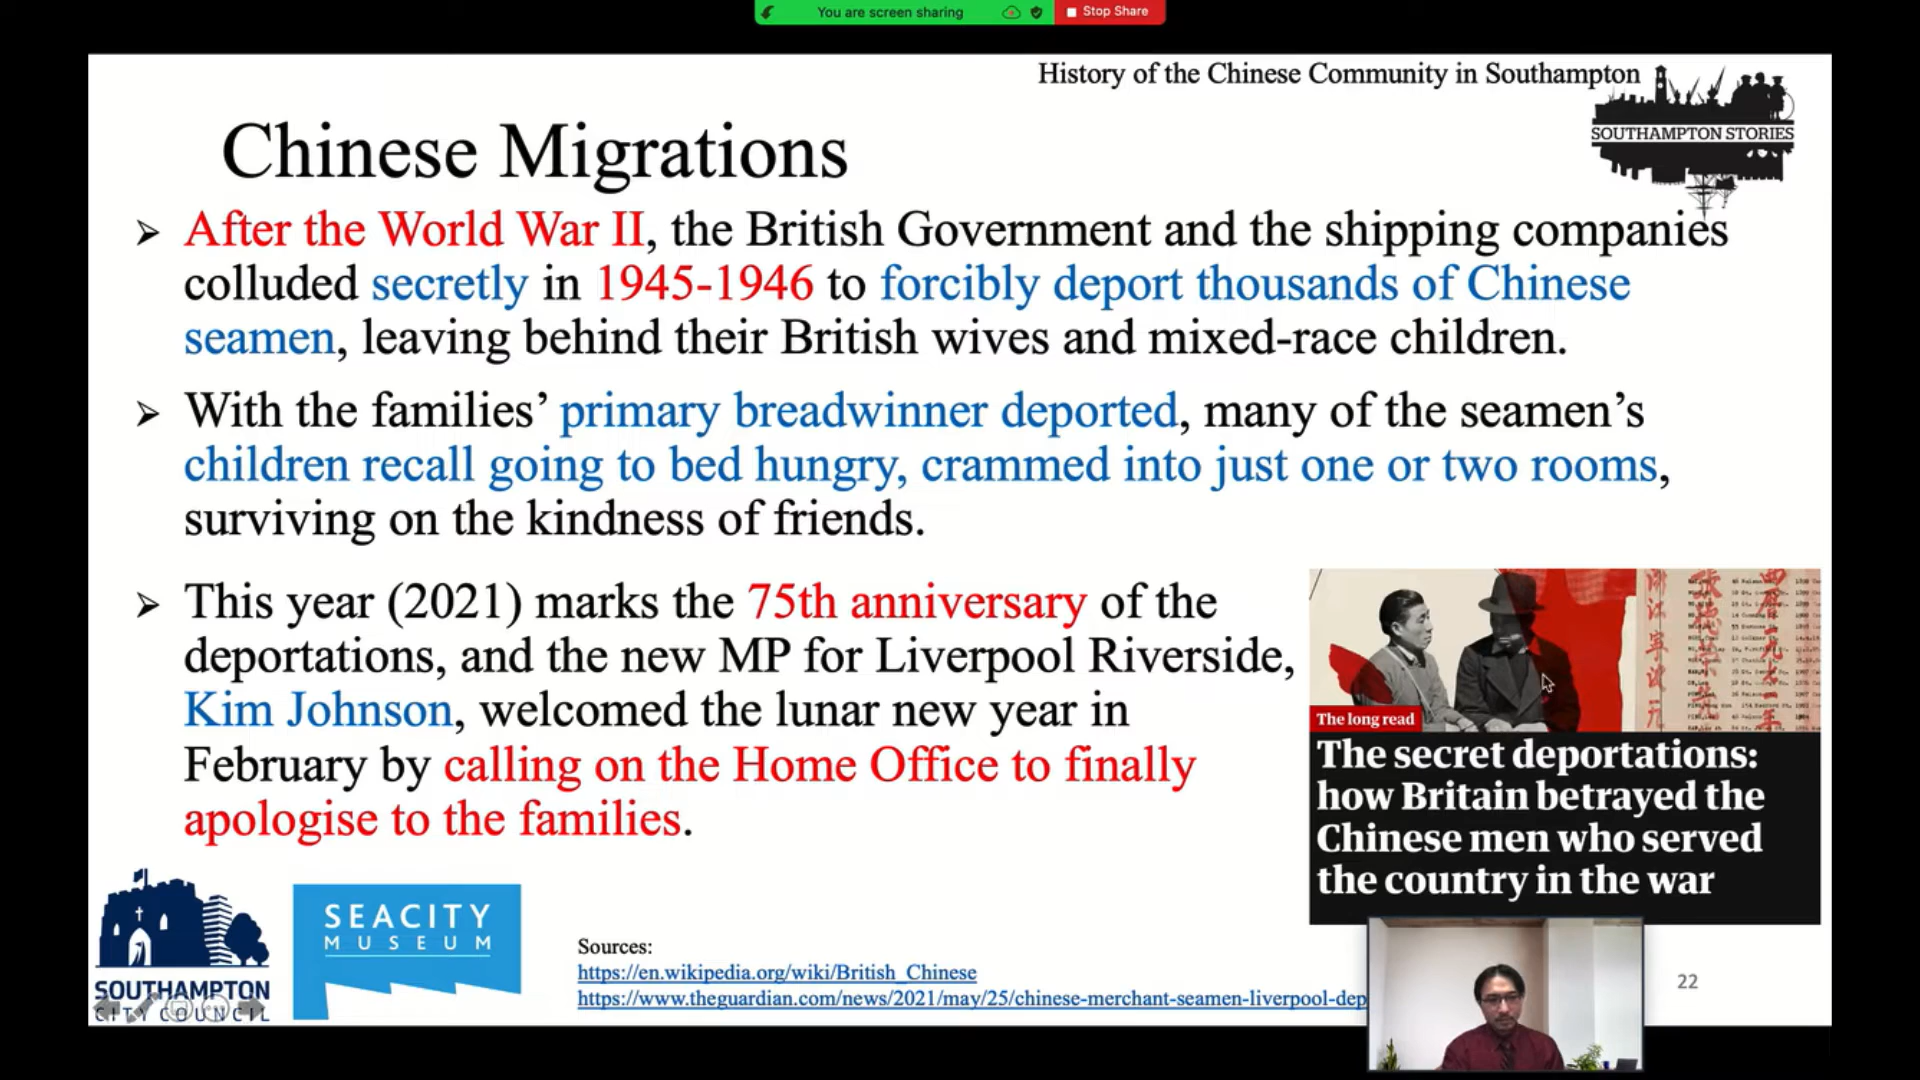 You are screen sharing
Stop Share
History of the Chinese Community in Southampton
SOUTHAMPTON STORIES
Chinese Migrations
➢ After the World War II, the British Government and the shipping companies
colluded secretly in 1945-1946 to forcibly deport thousands of Chinese
seamen, leaving behind their British wives and mixed-race children.
➢ With the families’ primary breadwinner deported, many of the seamen’s
children recall going to bed hungry, crammed into just one or two rooms,
surviving on the kindness of friends.
➢ This year (2021) marks the 75th anniversary of the
deportations, and the new MP for Liverpool Riverside,
Kim Johnson, welcomed the lunar new year in
February by calling on the Home Office to finally
apologise to the families.
The long read
The secret deportations:
how Britain betrayed the
Chinese men who served
the country in the war
SEACITY
MUSEUM
SOUTHAMPTON
CITY COUNCIL
Sources:
https://en.wikipedia.org/wiki/British_Chinese
https://www.theguardian.com/news/2021/may/25/chinese-merchant-seamen-liverpool-dep
22